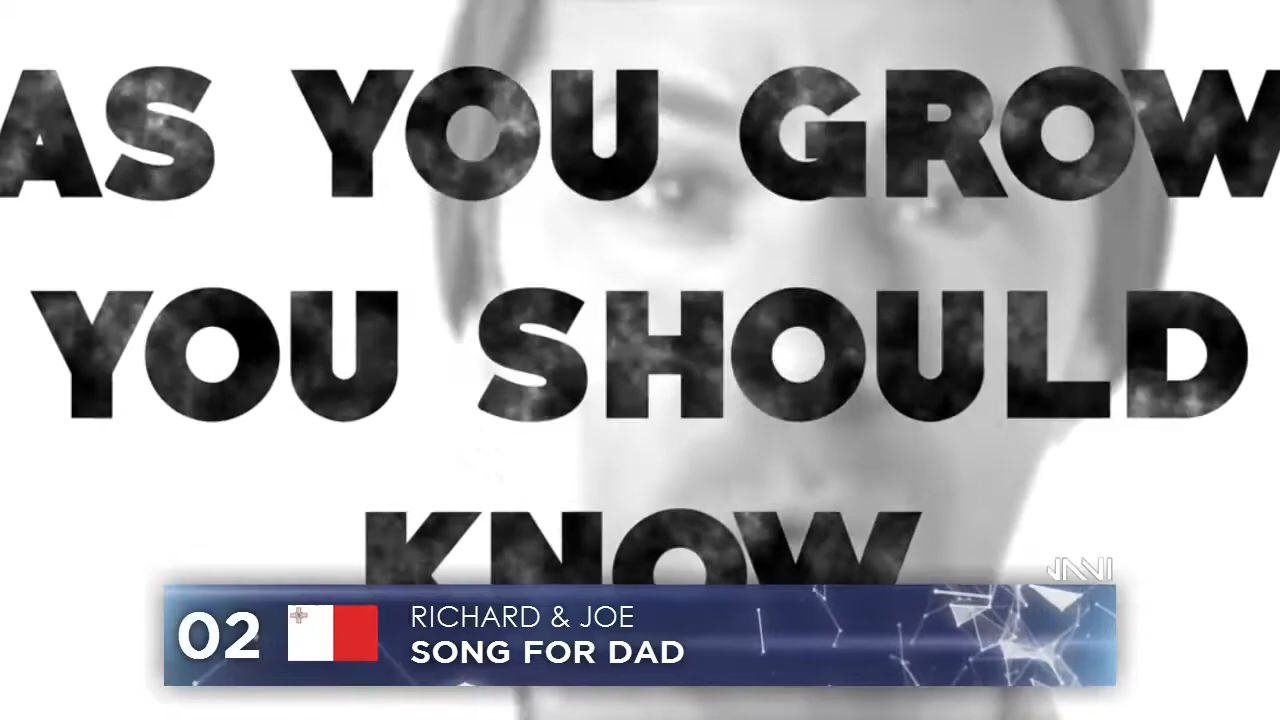 AS YOU GROW
YOU SHOULD
KNOW
02
RICHARD & JOE
SONG FOR DAD